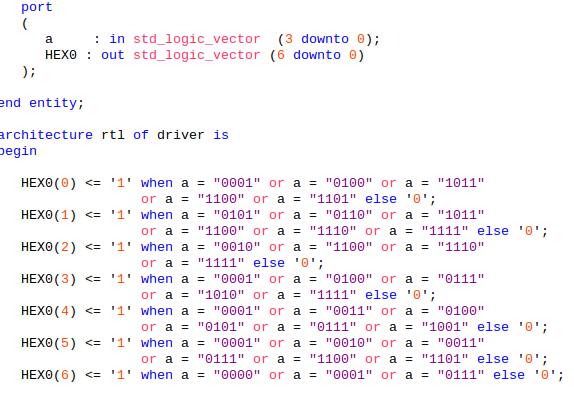 port
(
a : in std_logic_vector (3 downto 0);
HEX0 : out std_logic_vector (6 downto 0)
);
end entity;
architecture rtl of driver is
begin
HEX0(0) <= '1' when a = "0001" or a = "0100" or a = "1011"
or a = "1100" or a = "1101" else '0';
HEX0(1) <= '1' when a = "0101" or a = "0110" or a = "1011"
or a = "1100" or a = "1110" or a = "1111" else '0';
HEX0(2) <= '1' when a = "0010" or a = "1100" or a = "1110"
or a = "1111" else '0';
HEX0(3) <= '1' when a = "0001" or a = "0100" or a = "0111"
or a = "1010" or a = "1111" else '0';
HEX0(4) <= '1' when a = "0001" or a = "0011" or a = "0100"
or a = "0101" or a = "0111" or a = "1001" else '0';
HEX0(5) <= '1' when a = "0001" or a = "0010" or a = "0011"
or a = "0111" or a = "1100" or a = "1101" else '0';
HEX0(6) <= '1' when a = "0000" or a = "0001" or a = "0111" else '0';